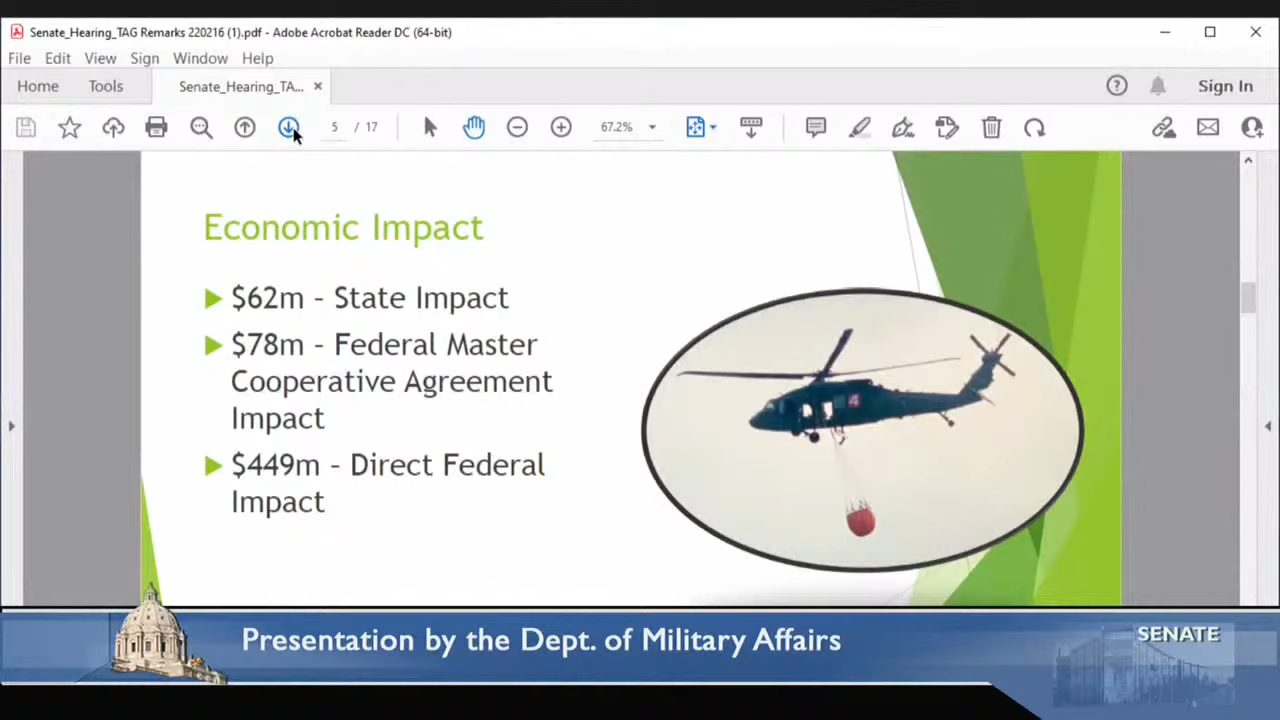 Senate_Hearing_TAG Remarks 220216 (1).pdf - Adobe Acrobat Reader DC (64-bit)
File Edit View Sign Window Help
Home Tools Senate_Hearing_TA... Sign In
5 / 17 67.2%
Economic Impact
$62m – State Impact
$78m – Federal Master
Cooperative Agreement
Impact
$449m – Direct Federal
Impact
4
Presentation by the Dept. of Military Affairs
SENATE